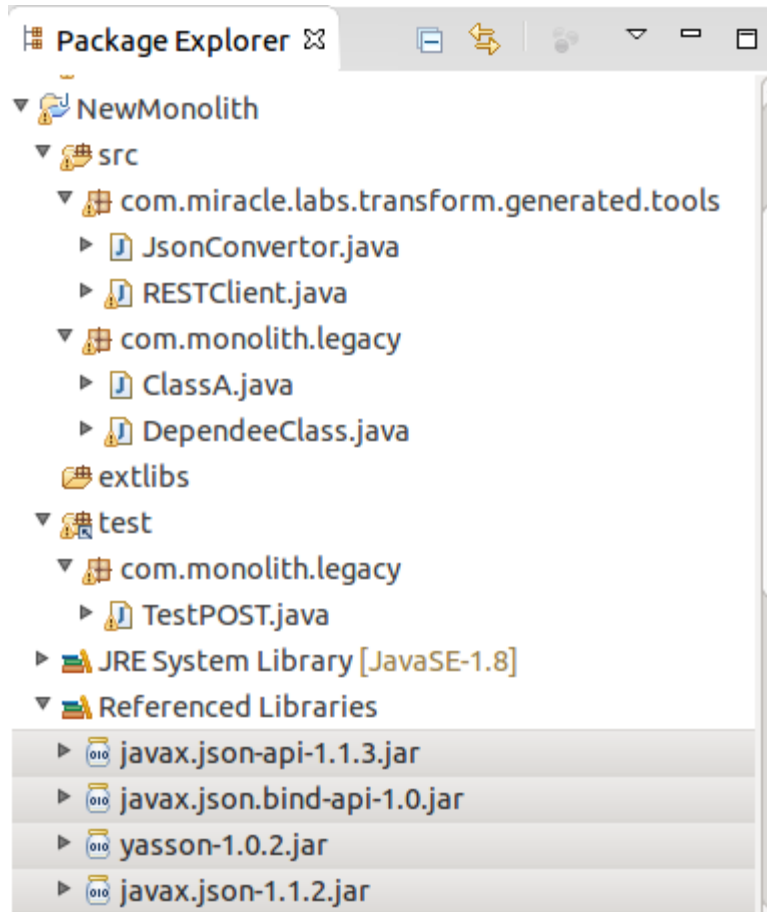 Package Explorer
NewMonolith
src
com.miracle.labs.transform.generated.tools
JsonConvertor.java
RESTClient.java
com.monolith.legacy
ClassA.java
DependeeClass.java
extlibs
test
com.monolith.legacy
TestPOST.java
JRE System Library [JavaSE-1.8]
Referenced Libraries
javax.json-api-1.1.3.jar
javax.json.bind-api-1.0.jar
yasson-1.0.2.jar
javax.json-1.1.2.jar